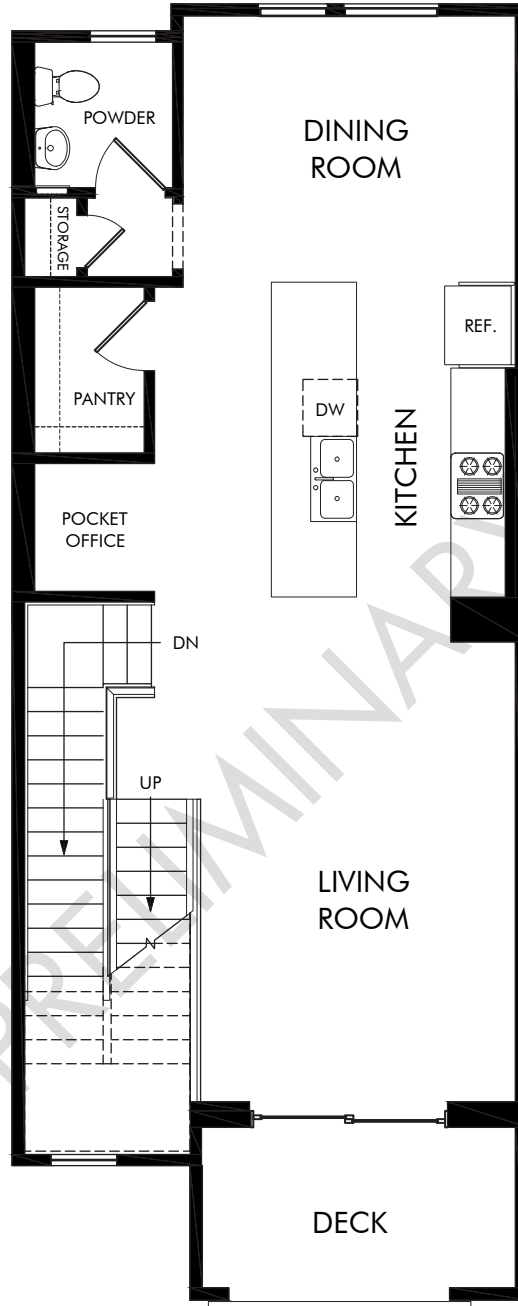 POWDER
DINING
ROOM
STORAGE
REF.
PANTRY
DW
KITCHEN
POCKET
OFFICE
DN
UP
LIVING
ROOM
DECK
PRELIMINARY